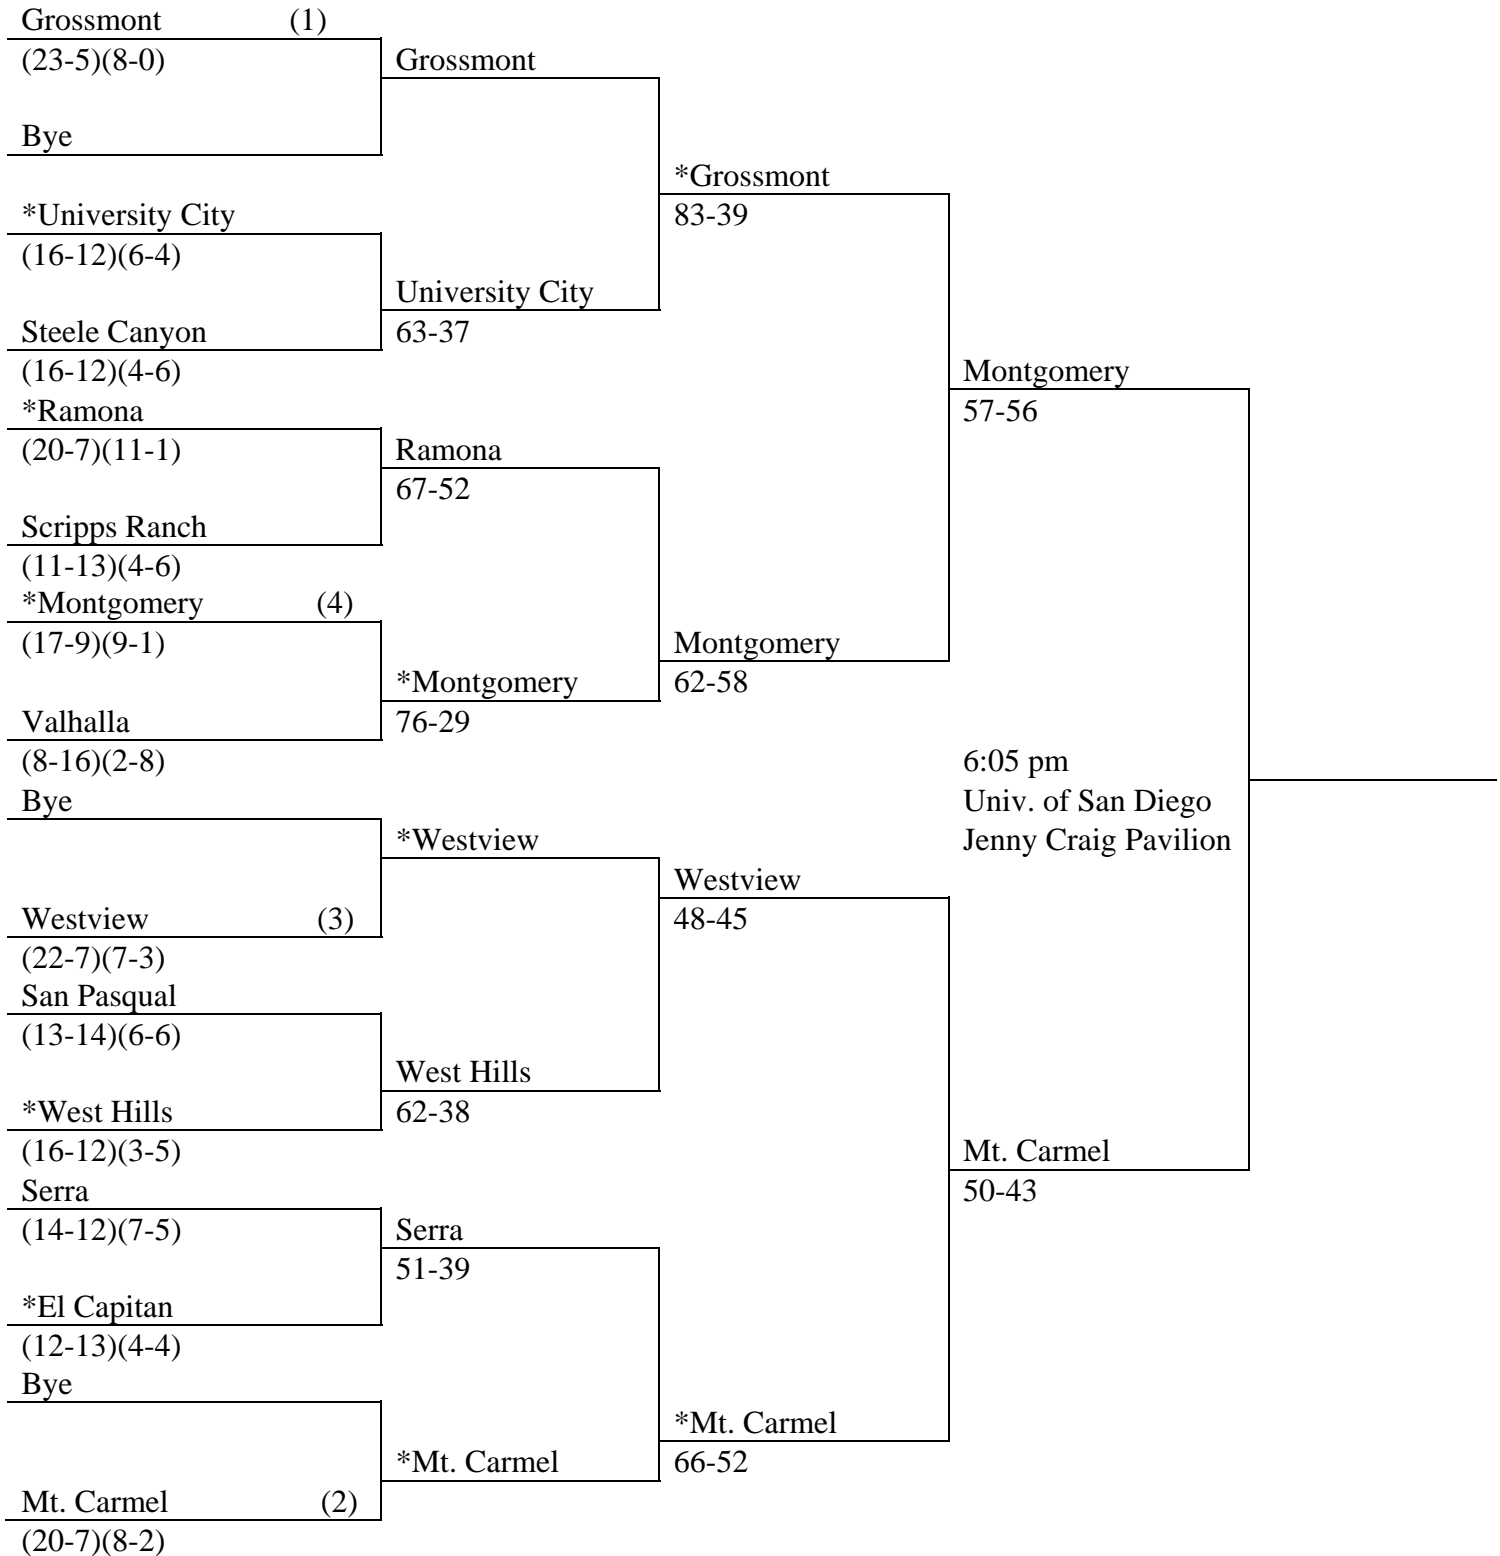 Grossmont (1)
(23-5)(8-0)
Bye
*University City
(16-12)(6-4)
Steele Canyon
(16-12)(4-6)
*Ramona
(20-7)(11-1)
Scripps Ranch
(11-13)(4-6)
*Montgomery (4)
(17-9)(9-1)
Valhalla
(8-16)(2-8)
Bye
Westview (3)
(22-7)(7-3)
San Pasqual
(13-14)(6-6)
*West Hills
(16-12)(3-5)
Serra
(14-12)(7-5)
*El Capitan
(12-13)(4-4)
Bye
Mt. Carmel (2)
(20-7)(8-2)
Grossmont
University City
63-37
Ramona
67-52
*Montgomery
76-29
*Westview
West Hills
62-38
Serra
51-39
*Mt. Carmel
*Grossmont
83-39
Montgomery
62-58
Westview
48-45
*Mt. Carmel
66-52
Montgomery
57-56
6:05 pm
Univ. of San Diego
Jenny Craig Pavilion
Mt. Carmel
50-43